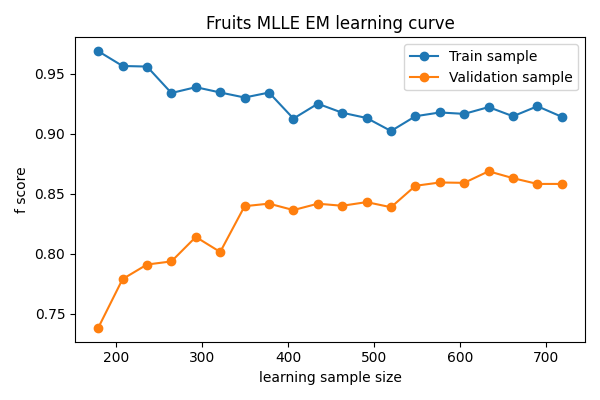 Fruits MLLE EM learning curve
Train sample
Validation sample
f score
0.95
0.90
0.85
0.80
0.75
200 300 400 500 600 700
learning sample size